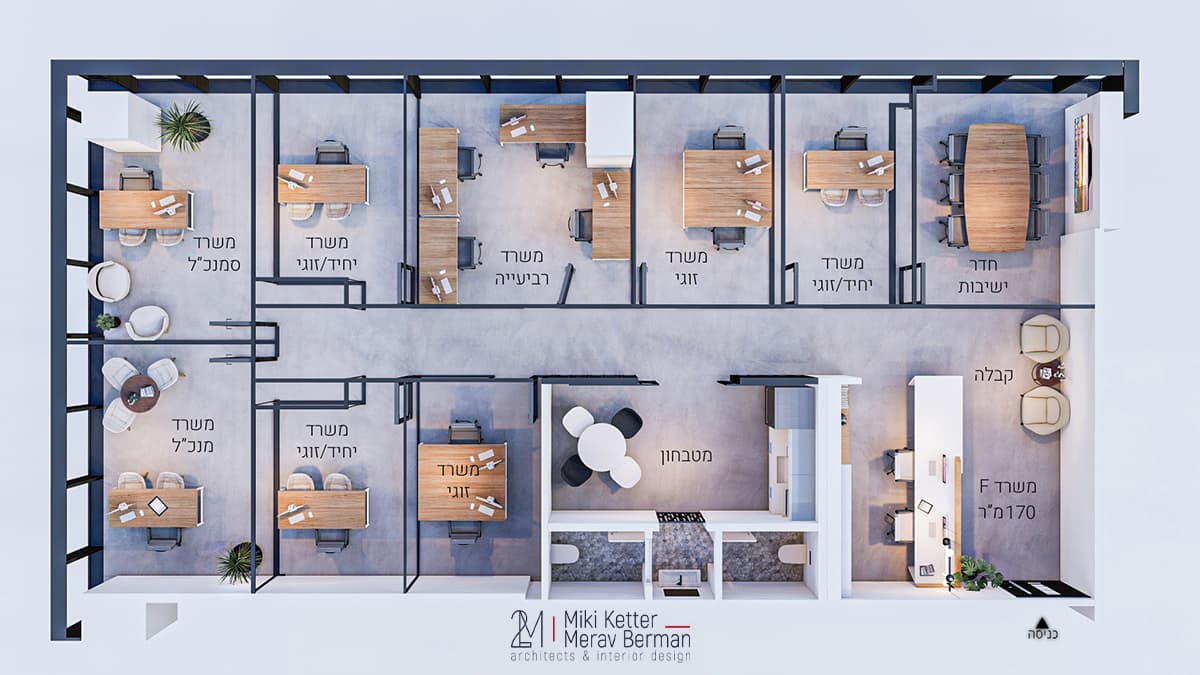 משרד
סמנכ"ל
משרד
יחיד/זוגי
משרד
רביעייה
משרד
זוגי
משרד
יחיד/זוגי
חדר
ישיבות
קבלה
משרד
מנכ"ל
משרד
יחיד/זוגי
משרד
זוגי
מטבחון
משרד F
170מ"ר
כניסה
Miki Ketter
Merav Berman
architects & interior design